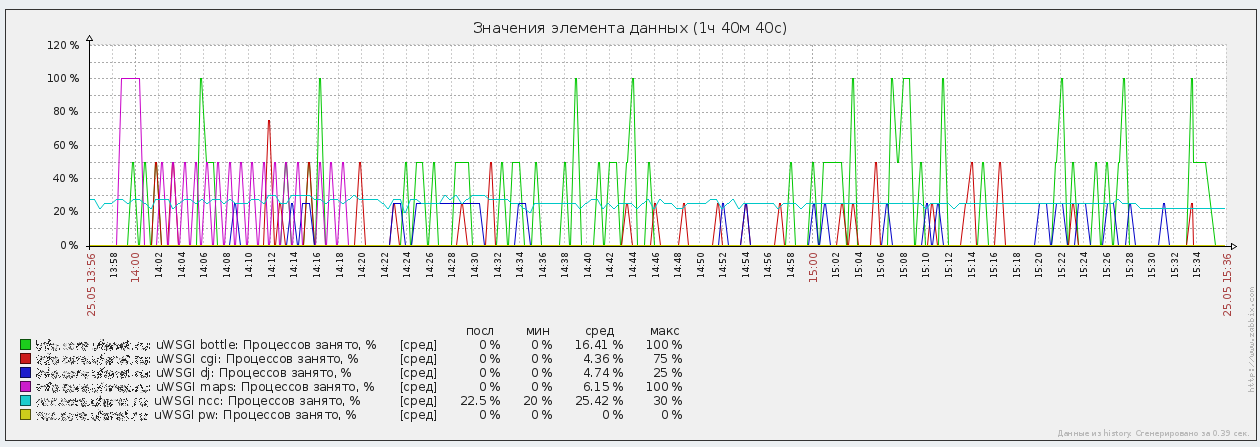 Значения элемента данных (1ч 40м 40с)
120 %
100 %
80 %
60 %
40 %
20 %
0 %
25.05 13:56 13:58 14:00 14:02 14:04 14:06 14:08 14:10 14:12 14:14 14:16 14:18 14:20 14:22 14:24 14:26 14:28 14:30 14:32 14:34 14:36 14:38 14:40 14:42 14:44 14:46 14:48 14:50 14:52 14:54 14:56 14:58 15:00 15:02 15:04 15:06 15:08 15:10 15:12 15:14 15:16 15:18 15:20 15:22 15:24 15:26 15:28 15:30 15:32 15:34 25.05 15:36
посл мин сред макс
uWSGI bottle: Процессов занято, % [сред] 0 % 0 % 16.41 % 100 %
uWSGI cgi: Процессов занято, % [сред] 0 % 0 % 4.36 % 75 %
uWSGI dj: Процессов занято, % [сред] 0 % 0 % 4.74 % 25 %
uWSGI maps: Процессов занято, % [сред] 0 % 0 % 6.15 % 100 %
uWSGI ncc: Процессов занято, % [сред] 22.5 % 20 % 25.42 % 30 %
uWSGI pw: Процессов занято, % [сред] 0 % 0 % 0 % 0 %
http://www.zabbix.com
Данные из history. Сгенерировано за 0.39 сек.